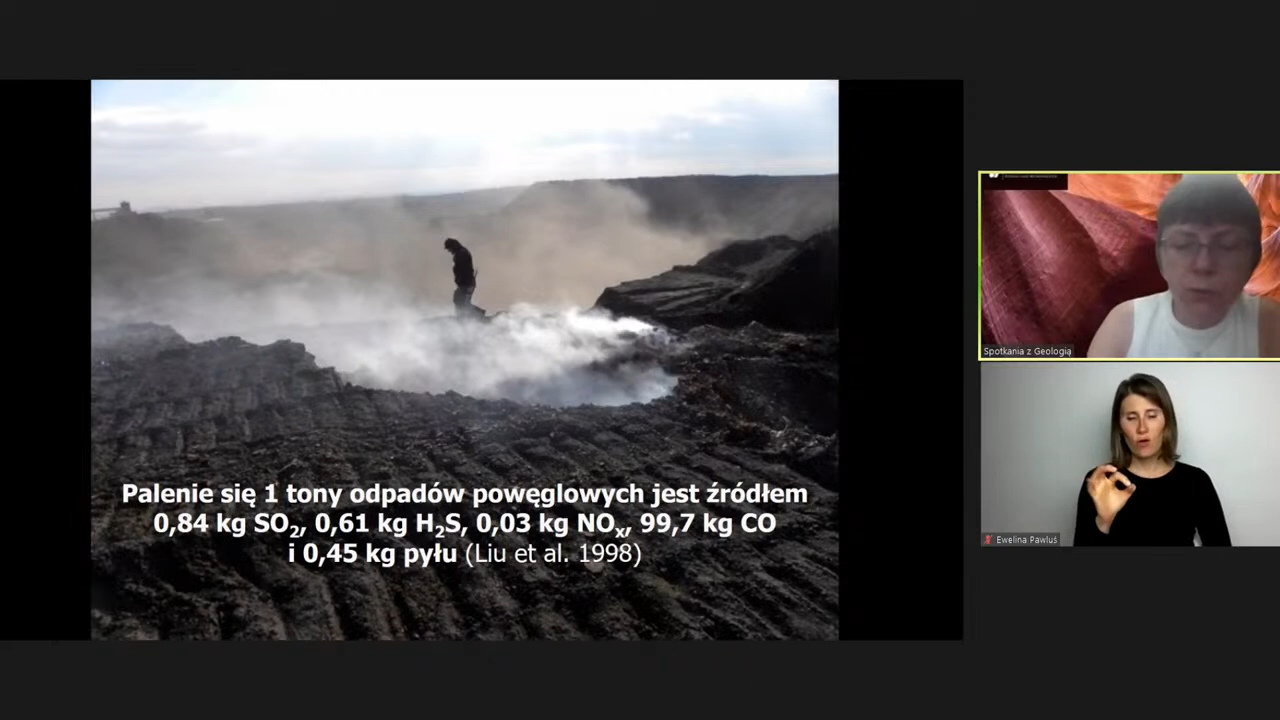 Palenie się 1 tony odpadów powęglowych jest źródłem
0,84 kg SO₂, 0,61 kg H₂S, 0,03 kg NOₓ, 99,7 kg CO
i 0,45 kg pyłu (Liu et al. 1998)
Spotkania z Geologią
Ewelina Pawluś